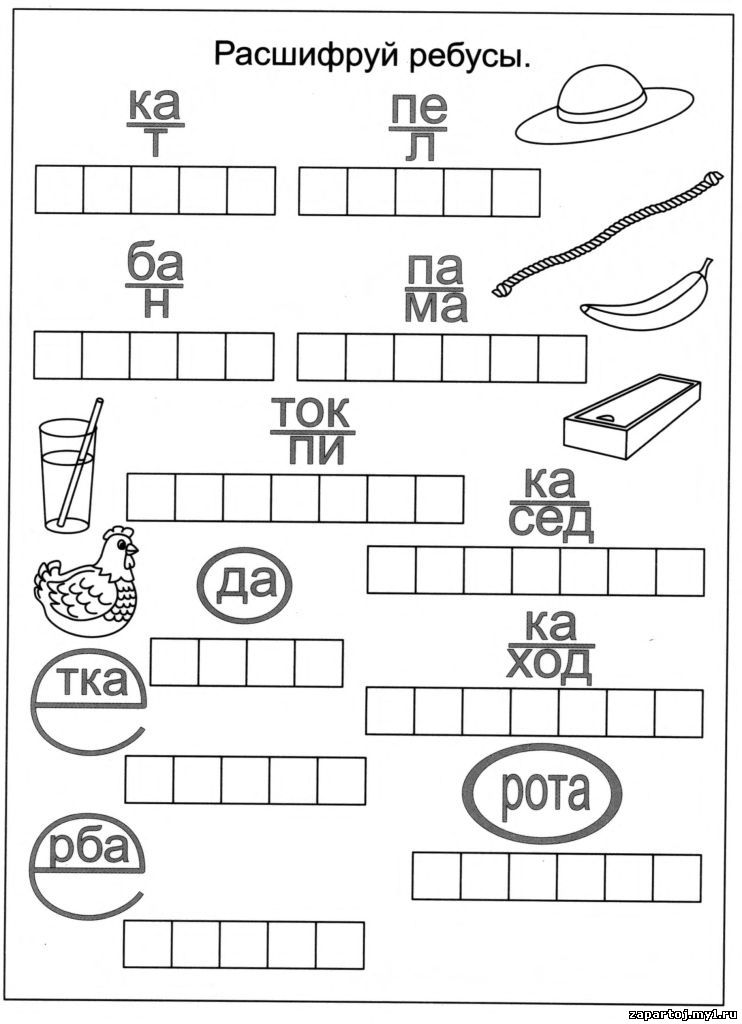 Расшифруй ребусы.
ка
т
пе
л
ба
н
па
ма
ток
пи
ка
сед
да
ка
ход
тка
рота
рба
zapartoj.my1.ru